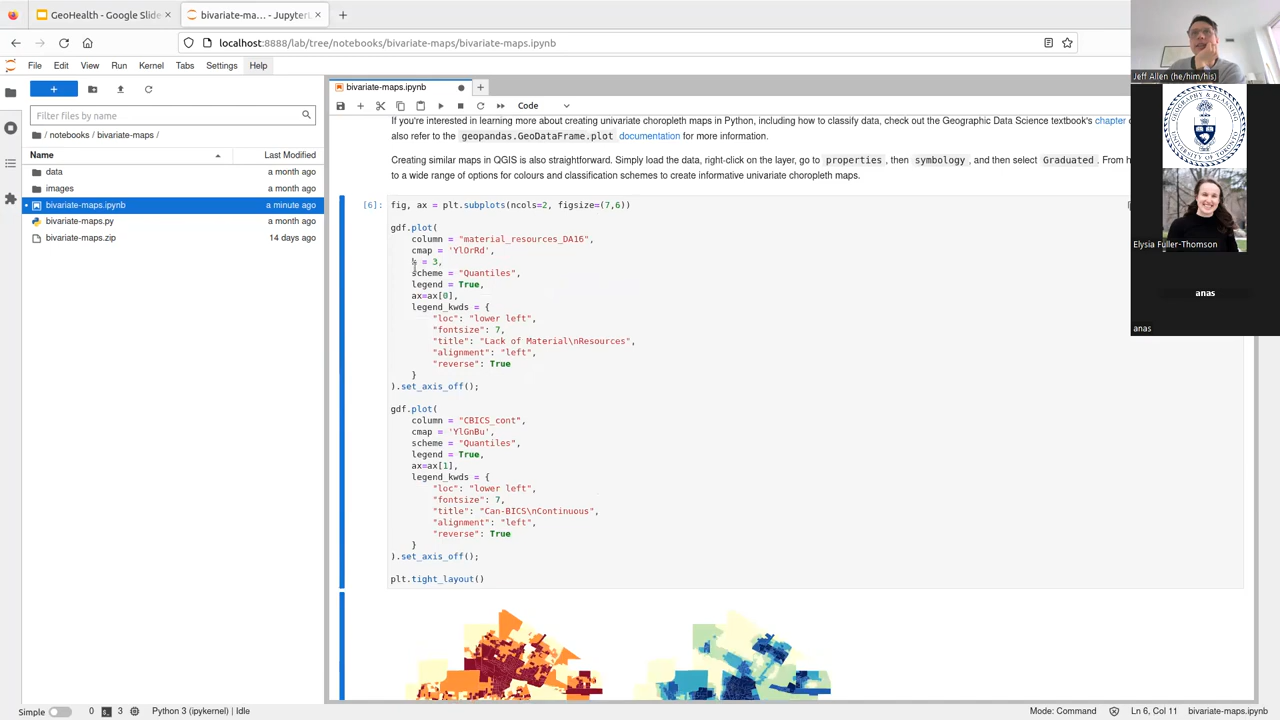 GeoHealth - Google Slide
bivariate-ma… - JupyterL
localhost:8888/lab/tree/notebooks/bivariate-maps/bivariate-maps.ipynb
File Edit View Run Kernel Tabs Settings Help
Filter files by name
/ notebooks / bivariate-maps /
Name Last Modified
data a month ago
images a month ago
bivariate-maps.ipynb a minute ago
bivariate-maps.py a month ago
bivariate-maps.zip 14 days ago
bivariate-maps.ipynb
Code
If you're interested in learning more about creating univariate choropleth maps in Python, including how to classify data, check out the Geographic Data Science textbook's chapter
also refer to the geopandas.GeoDataFrame.plot documentation for more information.
Creating similar maps in QGIS is also straightforward. Simply load the data, right-click on the layer, go to properties, then symbology, and then select Graduated. From h
to a wide range of options for colours and classification schemes to create informative univariate choropleth maps.
[6]: fig, ax = plt.subplots(ncols=2, figsize=(7,6))
gdf.plot(
column = "material_resources_DA16",
cmap = 'YlOrRd',
k = 3,
scheme = "Quantiles",
legend = True,
ax=ax[0],
legend_kwds = {
"loc": "lower left",
"fontsize": 7,
"title": "Lack of Material\nResources",
"alignment": "left",
"reverse": True
}
).set_axis_off();
gdf.plot(
column = "CBICS_cont",
cmap = 'YlGnBu',
scheme = "Quantiles",
legend = True,
ax=ax[1],
legend_kwds = {
"loc": "lower left",
"fontsize": 7,
"title": "Can-BICS\nContinuous",
"alignment": "left",
"reverse": True
}
).set_axis_off();
plt.tight_layout()
Jeff Allen (he/him/his)
Elysia Fuller-Thomson
anas
anas
Simple 0 3 Python 3 (ipykernel) | Idle
Mode: Command Ln 6, Col 11 bivariate-maps.ipynb